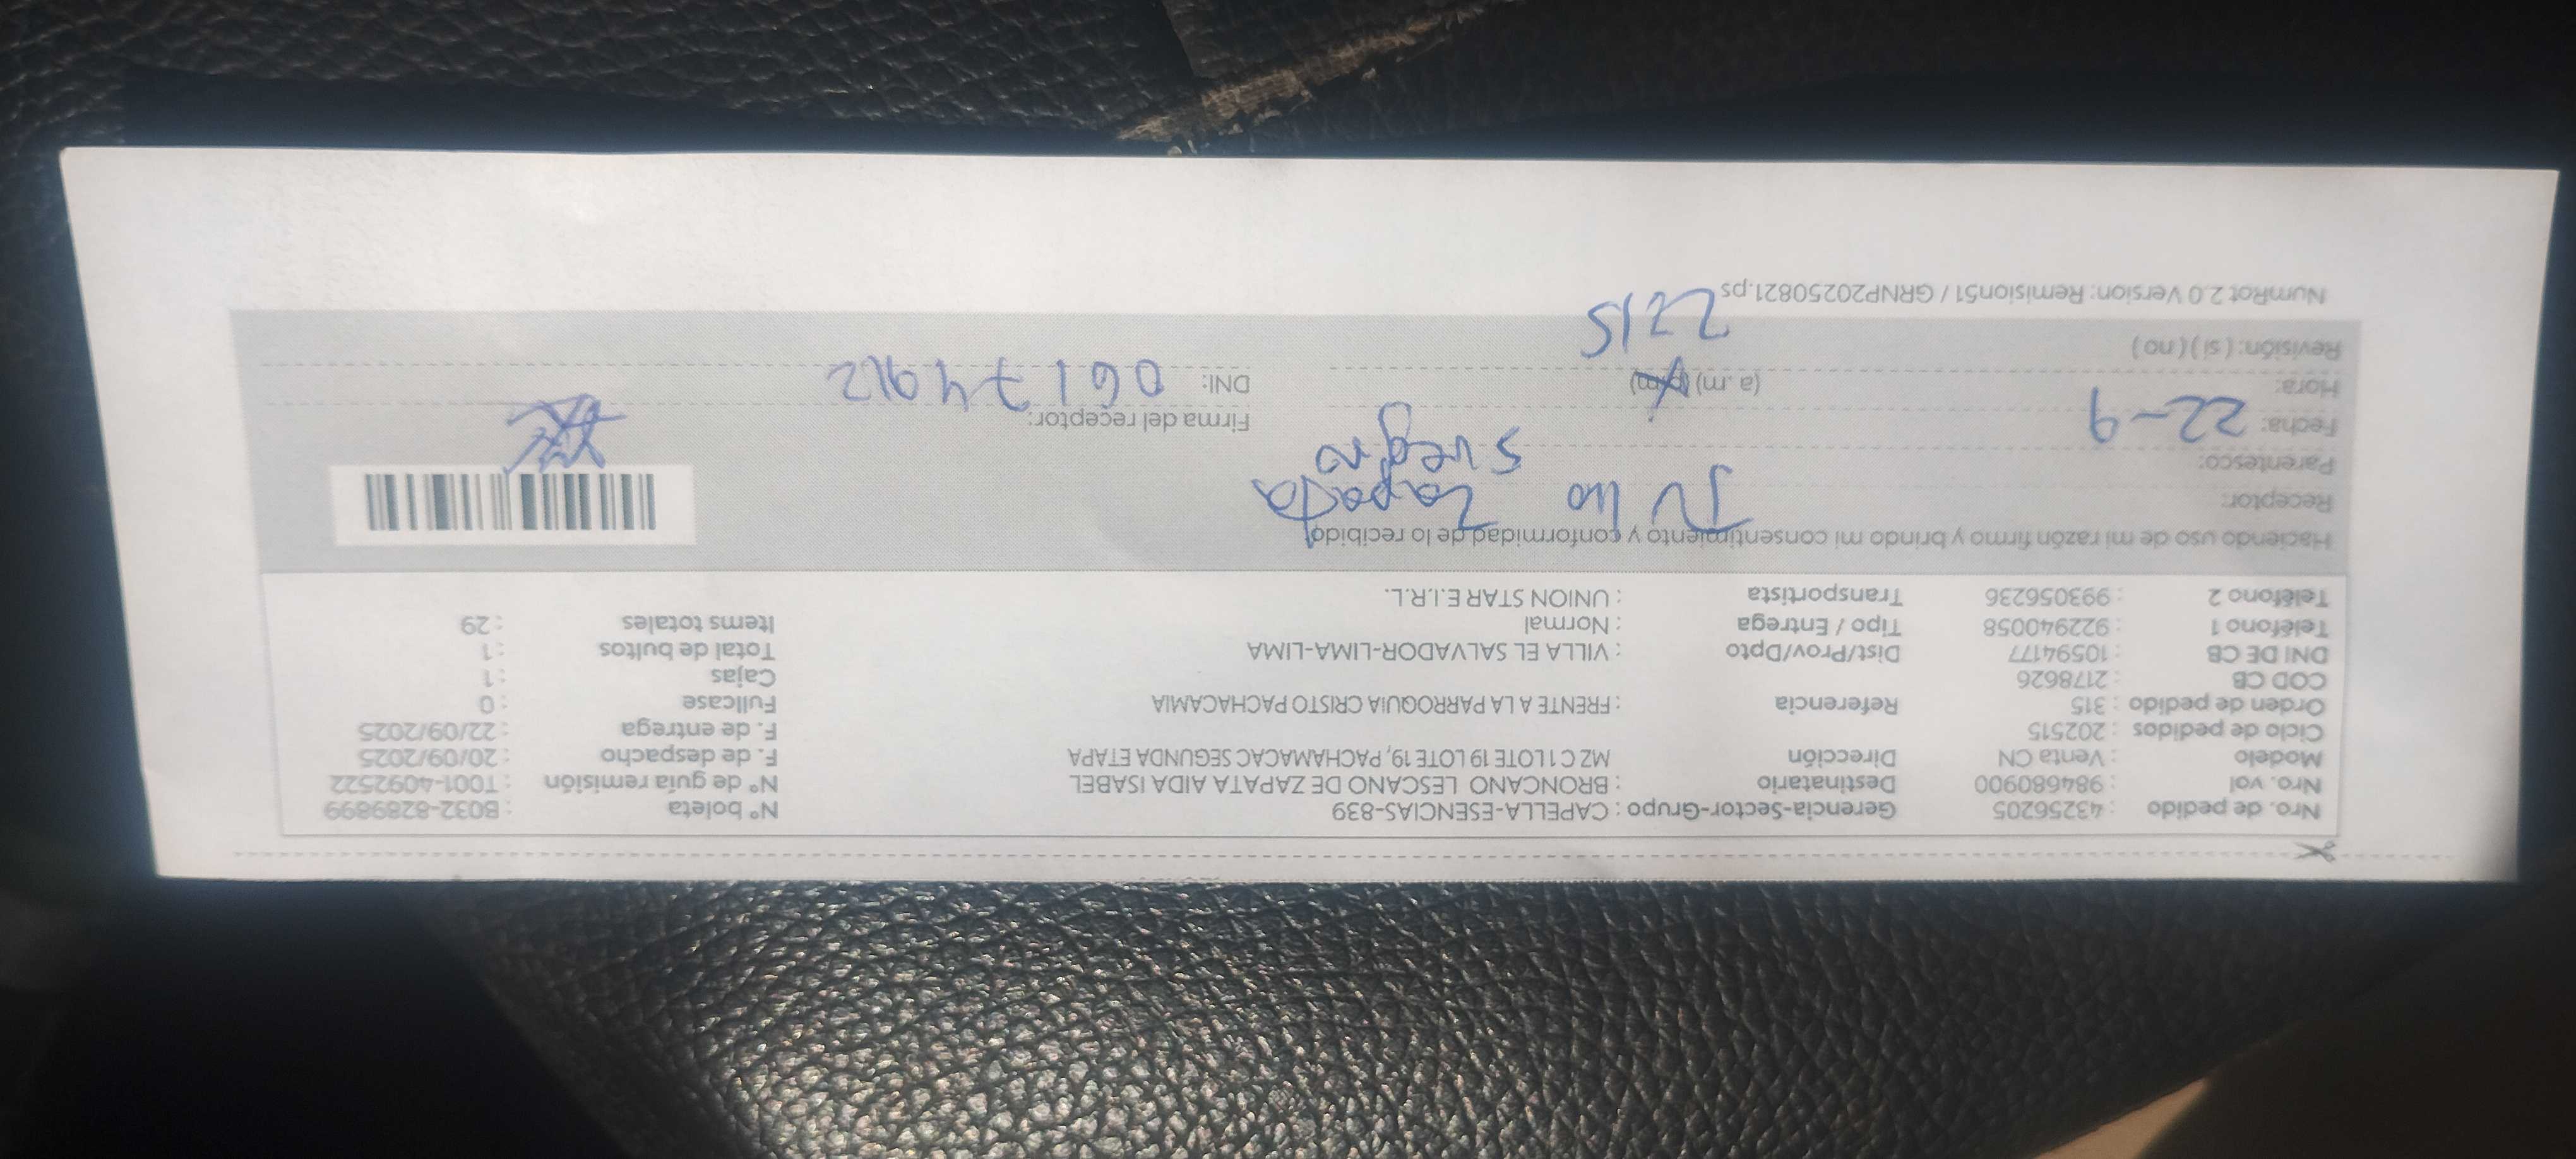 Nro. de pedido : 43256205 Gerencia-Sector-Grupo : CAPELLA-ESENCIAS-839 N° boleta : B032-8289899
Nro. vol : 984680900 Destinatario : BRONCANO LESCANO DE ZAPATA AIDA ISABEL N° de guía remisión : T001-4092522
Modelo : Venta CN Dirección MZ C 1 LOTE 19 LOTE 19, PACHAMACAC SEGUNDA ETAPA F. de despacho : 20/09/2025
Ciclo de pedidos : 202515 F. de entrega : 22/09/2025
Orden de pedido : 315 Referencia : FRENTE A LA PARROQUIA CRISTO PACHACAMIA Fullcase : 0
COD CB : 2178626 Cajas : 1
DNI DE CB : 10594177 Dist/Prov/Dpto : VILLA EL SALVADOR-LIMA-LIMA Total de bultos : 1
Teléfono 1 : 922940058 Tipo / Entrega : Normal Items totales : 29
Teléfono 2 : 993056236 Transportista : UNION STAR E.I.R.L.
Haciendo uso de mi razón firmo y brindo mi consentimiento y conformidad de lo recibido
Receptor: Julio Zapata
Parentesco: suegro
Fecha: 22-9 Firma del receptor:
Hora: (a .m) (p.m) DNI: 06174912
Revisión: ( si ) ( no ) 2215
NumRot 2.0 Version: Remision51 / GRNP20250821.ps